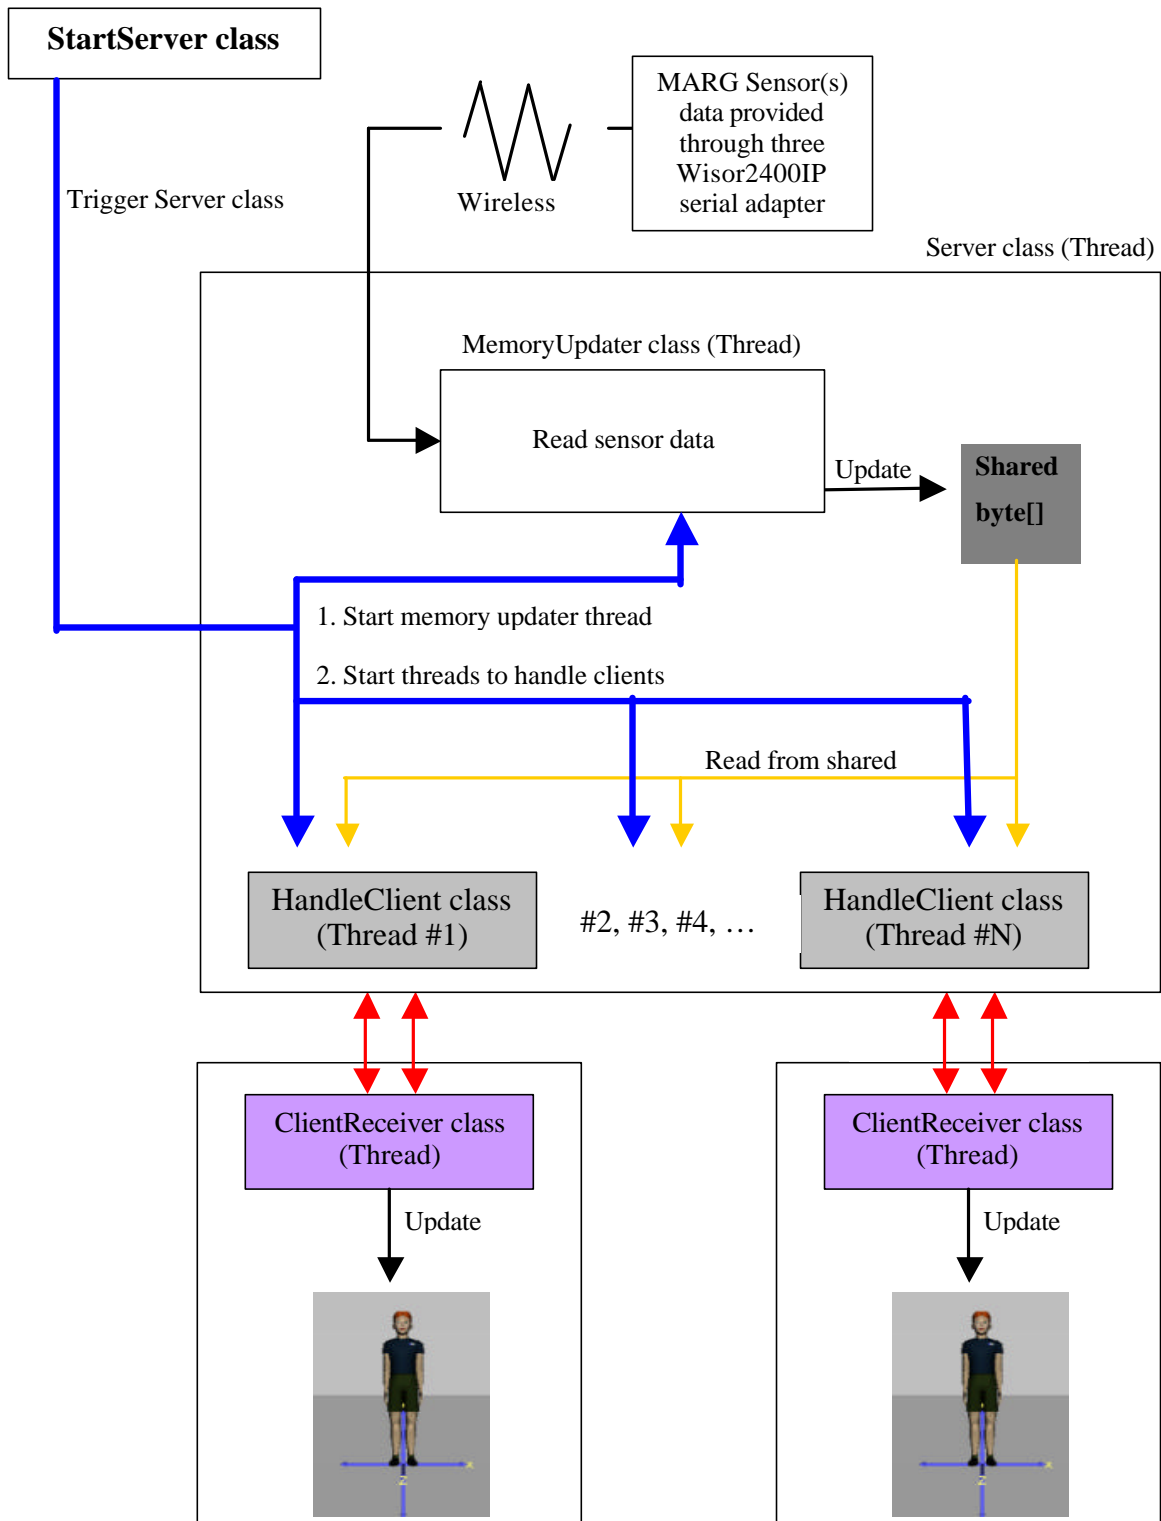 StartServer class
MARG Sensor(s)
data provided
through three
Wisor2400IP
serial adapter
Trigger Server class
Wireless
Server class (Thread)
MemoryUpdater class (Thread)
Read sensor data
Update
Shared
byte[]
1. Start memory updater thread
2. Start threads to handle clients
Read from shared
HandleClient class
(Thread #1)
#2, #3, #4, …
HandleClient class
(Thread #N)
ClientReceiver class
(Thread)
ClientReceiver class
(Thread)
Update
Update
x
Z
x
Z